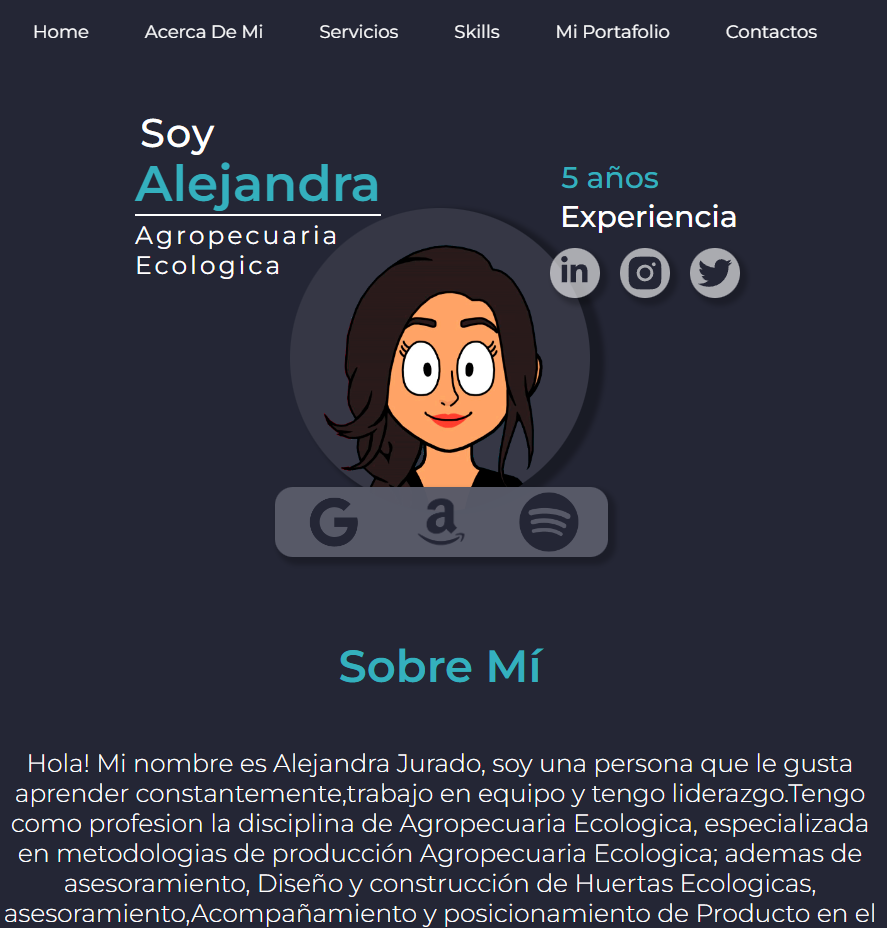 Home Acerca De Mi Servicios Skills Mi Portafolio Contactos
Soy
Alejandra
Agropecuaria
Ecologica
5 años
Experiencia
Sobre Mí
Hola! Mi nombre es Alejandra Jurado, soy una persona que le gusta
aprender constantemente,trabajo en equipo y tengo liderazgo.Tengo
como profesion la disciplina de Agropecuaria Ecologica, especializada
en metodologias de producción Agropecuaria Ecologica; ademas de
asesoramiento, Diseño y construcción de Huertas Ecologicas,
asesoramiento,Acompañamiento y posicionamiento de Producto en el